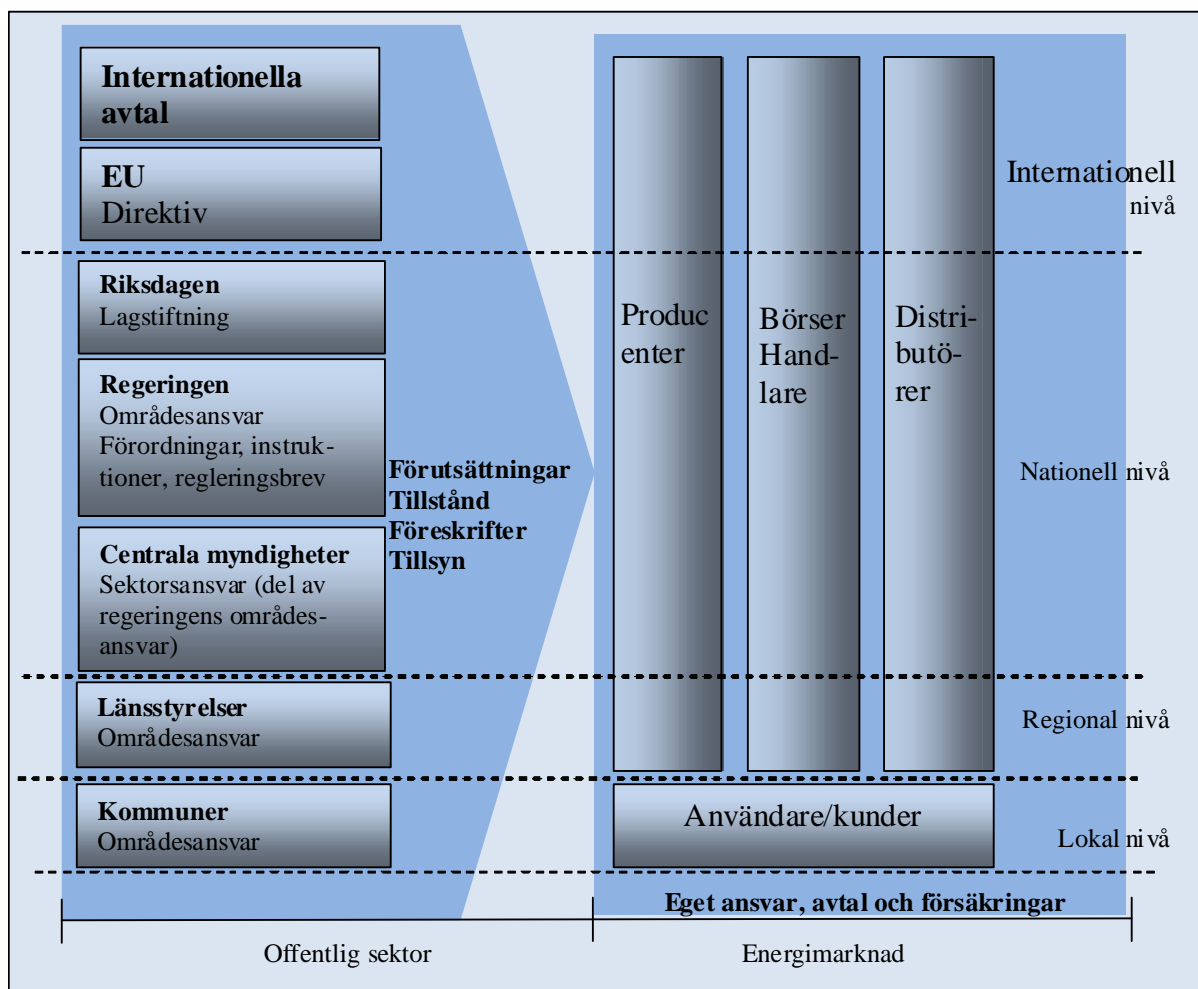 Internationella
avtal
EU
Direktiv
Riksdagen
Lagstiftning
Regeringen
Områdesansvar
Förordningar, instruk-
tioner, regleringsbrev
Centrala myndigheter
Sektorsansvar (del av
regeringens områdes-
ansvar)
Länsstyrelser
Områdesansvar
Kommuner
Områdesansvar
Förutsättningar
Tillstånd
Föreskrifter
Tillsyn
Produc
enter
Börser
Hand-
lare
Distri-
butö-
rer
Användare/kunder
Internationell
nivå
Nationell nivå
Regional nivå
Lokal nivå
Eget ansvar, avtal och försäkringar
Offentlig sektor
Energimarknad